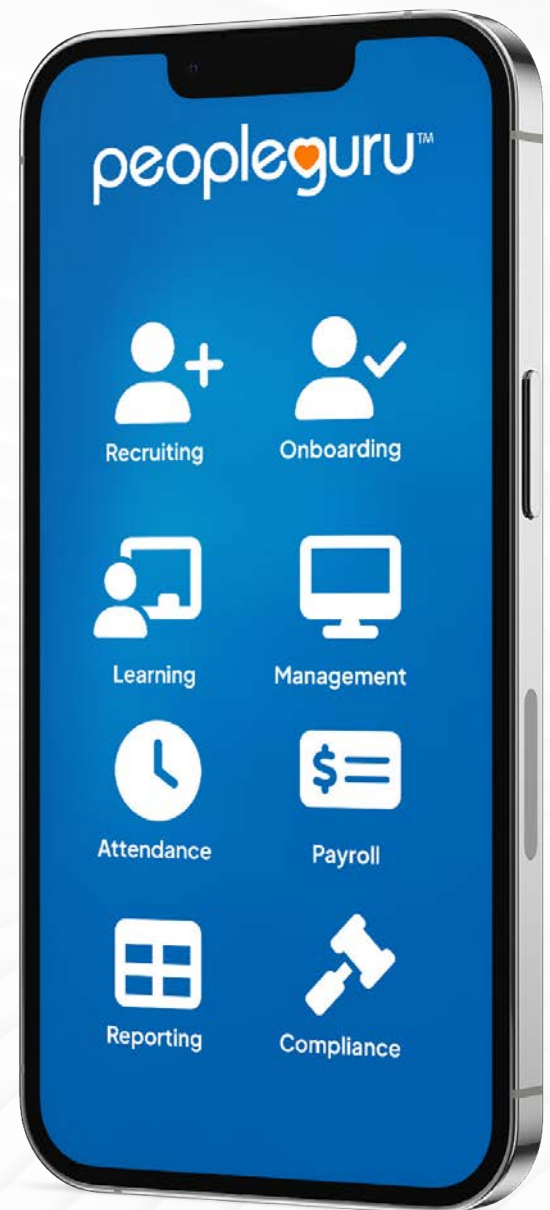 peopleguru™
Recruiting Onboarding
Learning Management
Attendance Payroll
Reporting Compliance